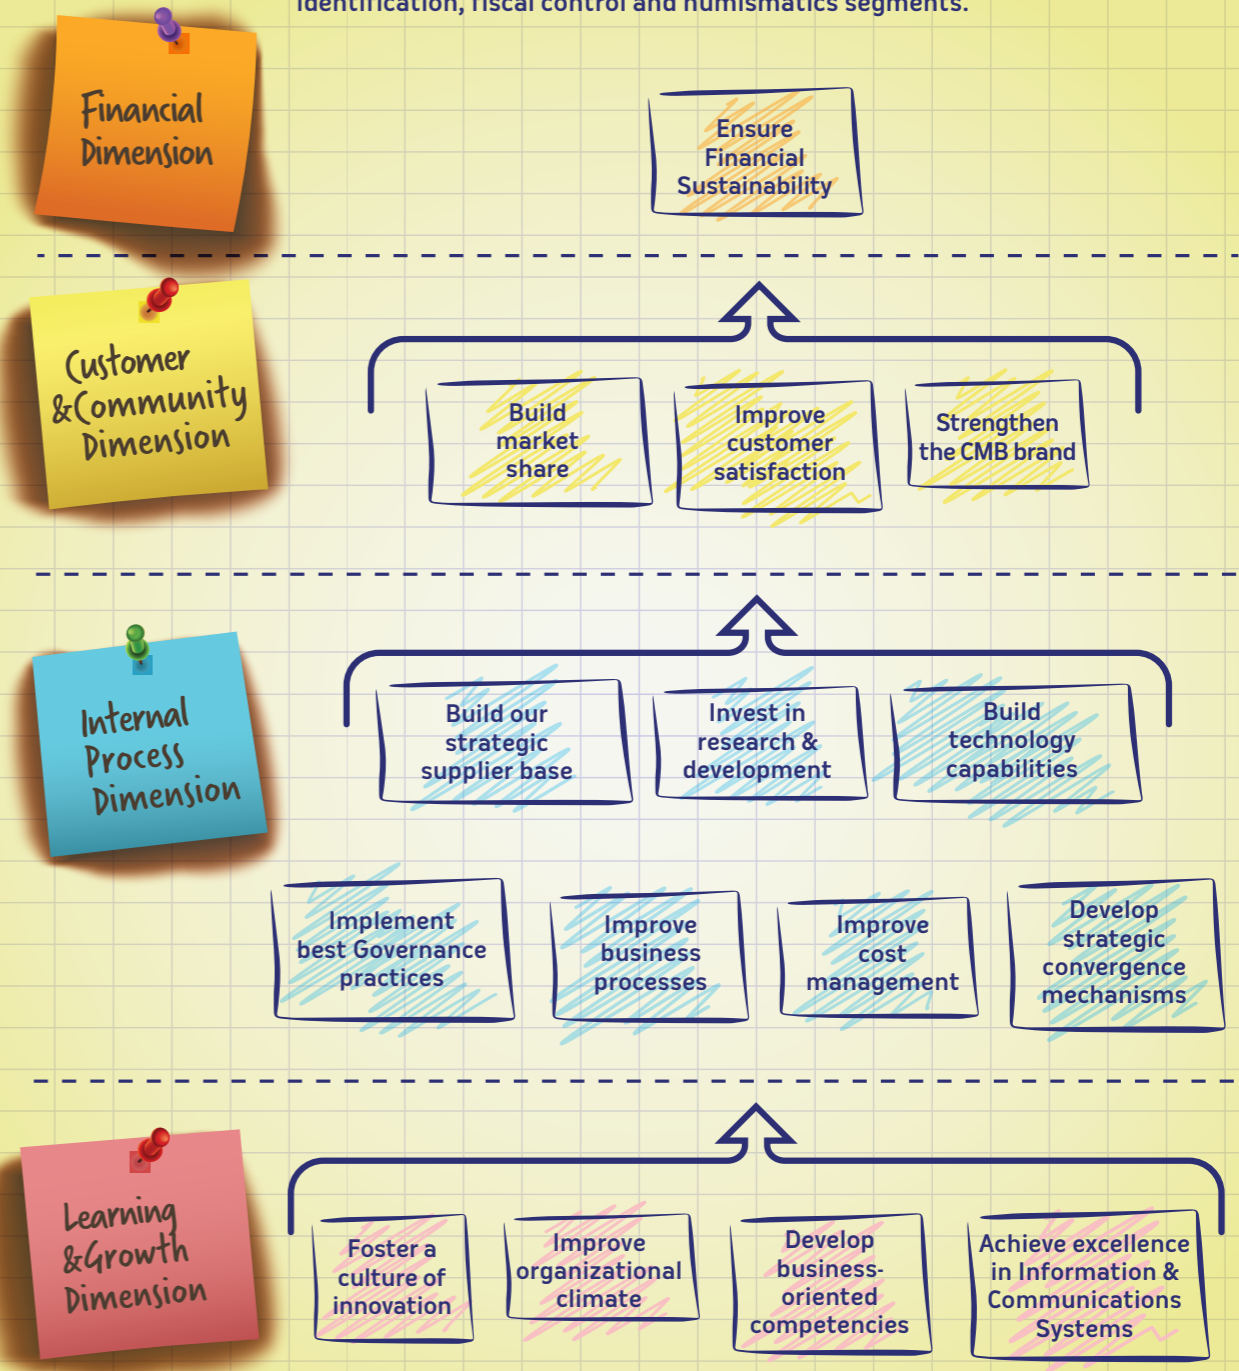 identification, fiscal control and numismatics segments.
Financial
Dimension
Ensure
Financial
Sustainability
Customer
&Community
Dimension
Build
market
share
Improve
customer
satisfaction
Strengthen
the CMB brand
Internal
Process
Dimension
Build our
strategic
supplier base
Invest in
research &
development
Build
technology
capabilities
Implement
best Governance
practices
Improve
business
processes
Improve
cost
management
Develop
strategic
convergence
mechanisms
Learning
&Growth
Dimension
Foster a
culture of
innovation
Improve
organizational
climate
Develop
business-
oriented
competencies
Achieve excellence
in Information &
Communications
Systems